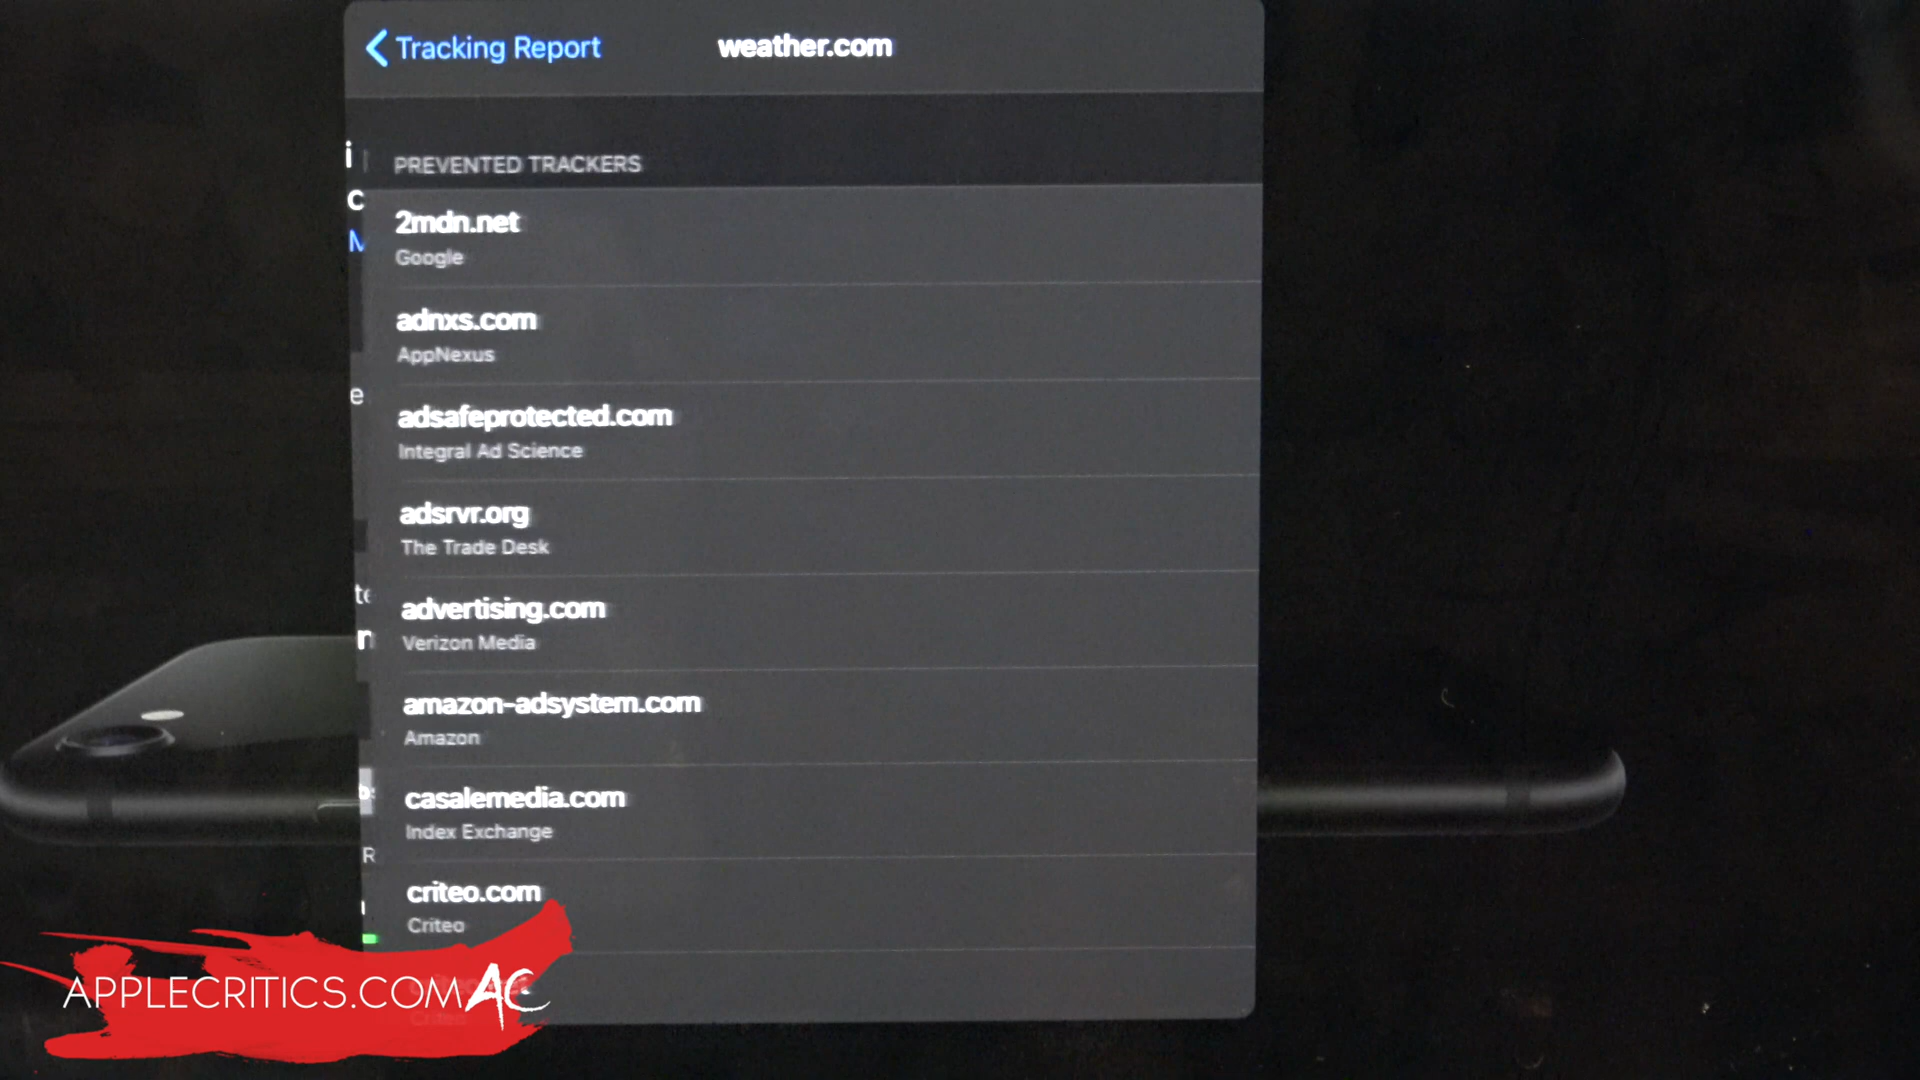 Tracking Report
weather.com
PREVENTED TRACKERS
2mdn.net
Google
adnxs.com
AppNexus
adsafeprotected.com
Integral Ad Science
adsrvr.org
The Trade Desk
advertising.com
Verizon Media
amazon-adsystem.com
Amazon
casalemedia.com
Index Exchange
criteo.com
Criteo
Criteo
APPLECRITICS.COM AC